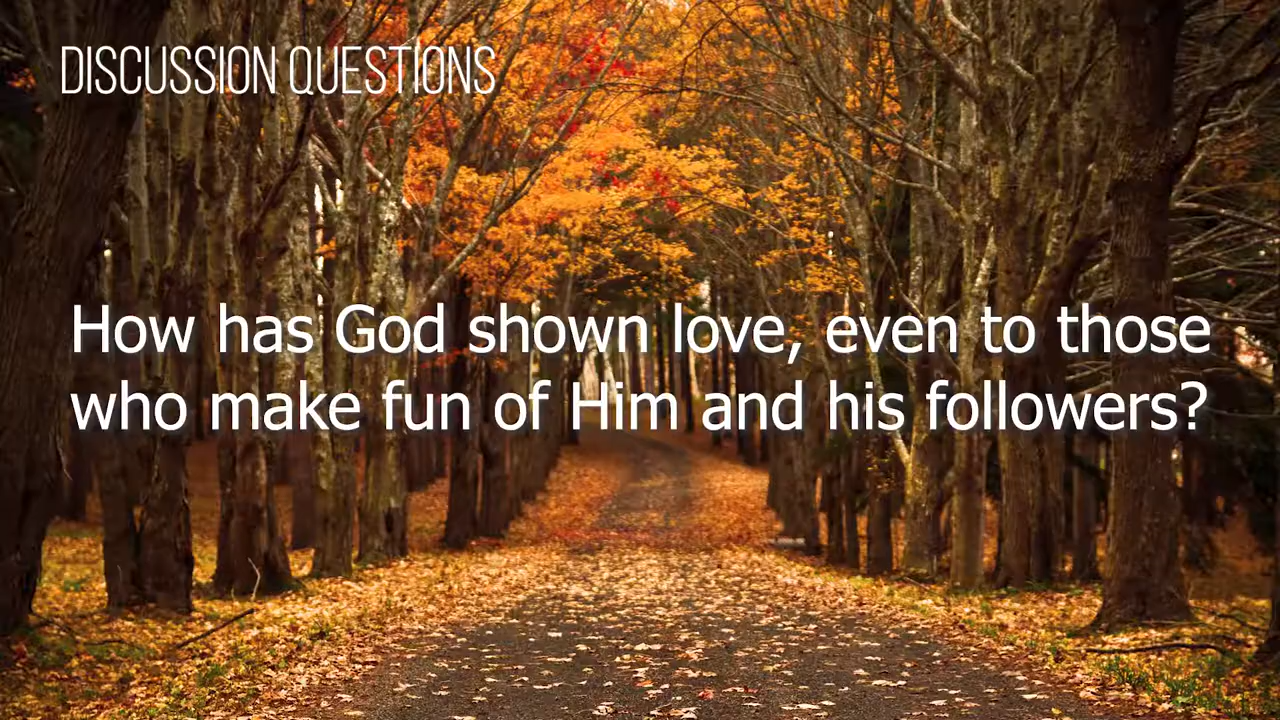 DISCUSSION QUESTIONS
How has God shown love, even to those
who make fun of Him and his followers?